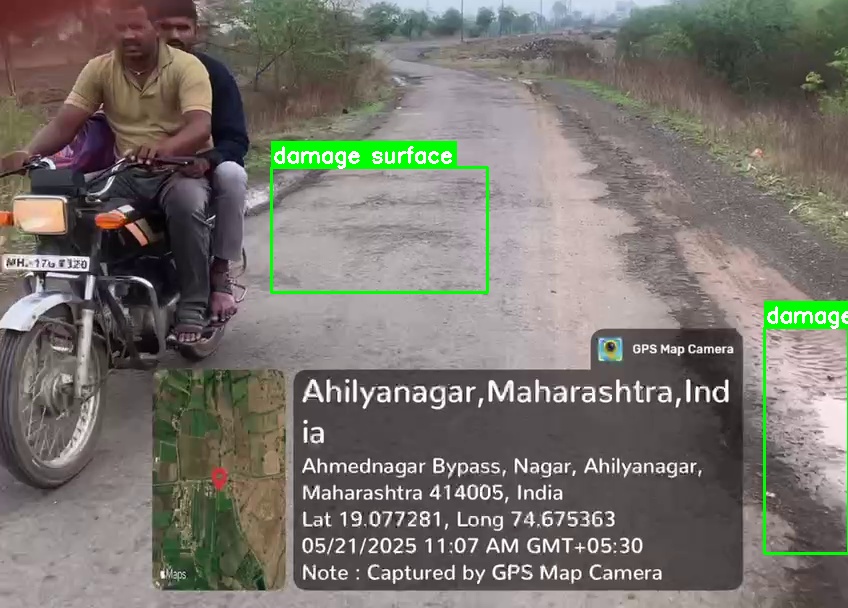 damage surface
damage
GPS Map Camera
Ahilyanagar,Maharashtra,Ind
ia
Ahmednagar Bypass, Nagar, Ahilyanagar,
Maharashtra 414005, India
Lat 19.077281, Long 74.675363
05/21/2025 11:07 AM GMT+05:30
Note : Captured by GPS Map Camera
Maps